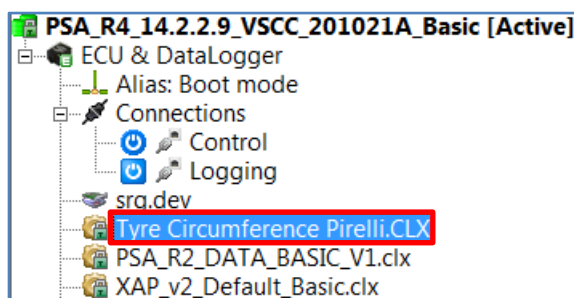 PSA_R4_14.2.2.9_VSCC_201021A_Basic [Active]
ECU & DataLogger
Alias: Boot mode
Connections
Control
Logging
srg.dev
Tyre Circumference Pirelli.CLX
PSA_R2_DATA_BASIC_V1.clx
XAP_v2_Default_Basic.clx